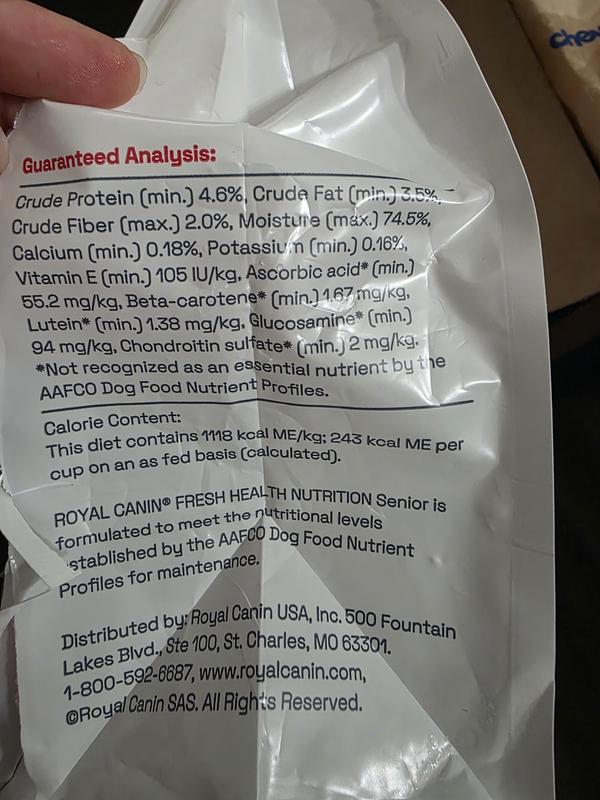 Guaranteed Analysis:
Crude Protein (min.) 4.6%, Crude Fat (min.) 3.5%,
Crude Fiber (max.) 2.0%, Moisture (max.) 74.5%,
Calcium (min.) 0.18%, Potassium (min.) 0.16%,
Vitamin E (min.) 105 IU/kg, Ascorbic acid* (min.)
55.2 mg/kg, Beta-carotene* (min.) 1.67 mg/kg,
Lutein* (min.) 1.38 mg/kg, Glucosamine* (min.)
94 mg/kg, Chondroitin sulfate* (min.) 2 mg/kg.
*Not recognized as an essential nutrient by the
AAFCO Dog Food Nutrient Profiles.
Calorie Content:
This diet contains 1118 kcal ME/kg; 243 kcal ME per
cup on an as fed basis (calculated).
ROYAL CANIN® FRESH HEALTH NUTRITION Senior is
formulated to meet the nutritional levels
established by the AAFCO Dog Food Nutrient
Profiles for maintenance.
Distributed by: Royal Canin USA, Inc. 500 Fountain
Lakes Blvd., Ste 100, St. Charles, MO 63301.
1-800-592-6687, www.royalcanin.com,
©Royal Canin SAS. All Rights Reserved.